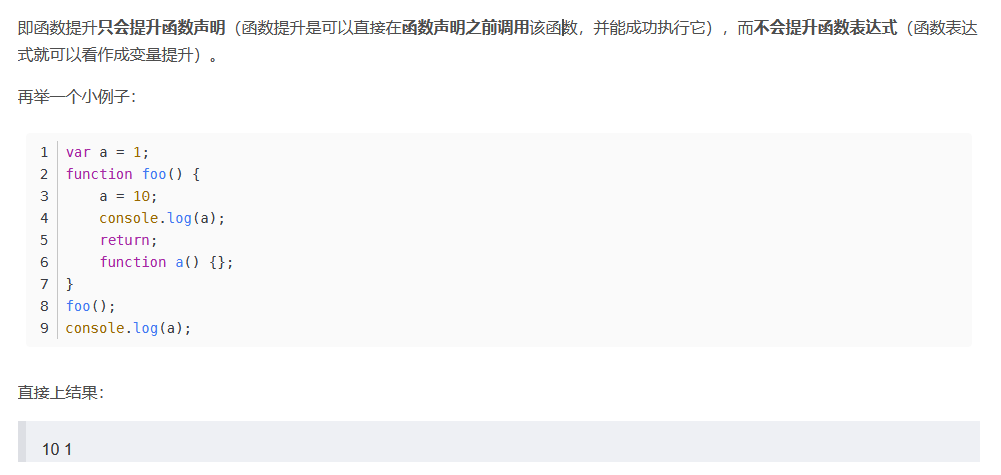 即函数提升只会提升函数声明（函数提升是可以直接在函数声明之前调用该函数，并能成功执行它），而不会提升函数表达式（函数表达
式就可以看作成变量提升）。
再举一个小例子：
1 var a = 1;
2 function foo() {
3     a = 10;
4     console.log(a);
5     return;
6     function a() {};
7 }
8 foo();
9 console.log(a);
直接上结果：
10 1